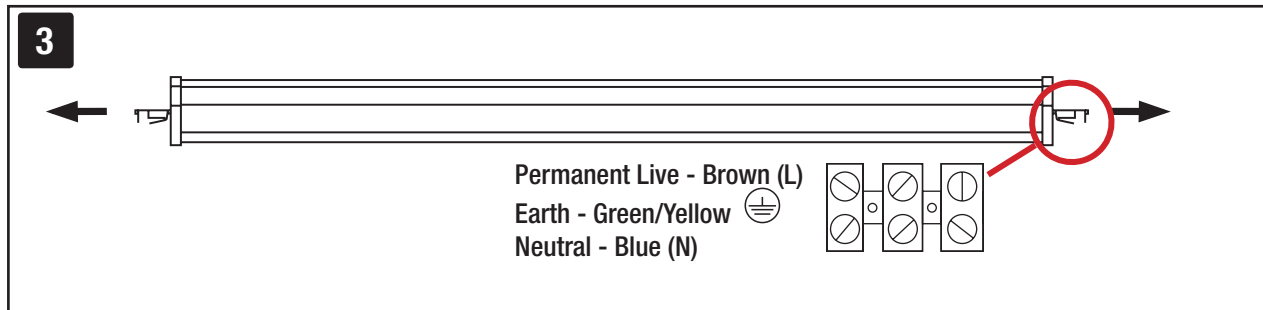 3
Permanent Live - Brown (L)
Earth - Green/Yellow ⏚
Neutral - Blue (N)